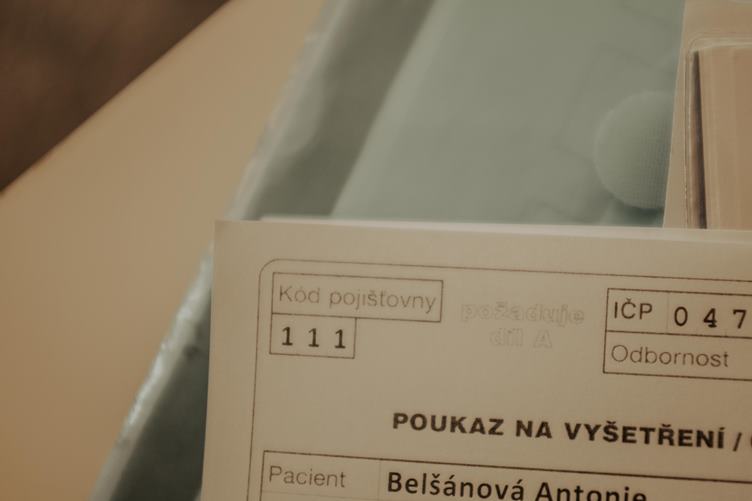 Kód pojišťovny
111
požaduje
díl A
IČP 047
Odbornost
POUKAZ NA VYŠETŘENÍ /
Pacient Belšánová Antonie